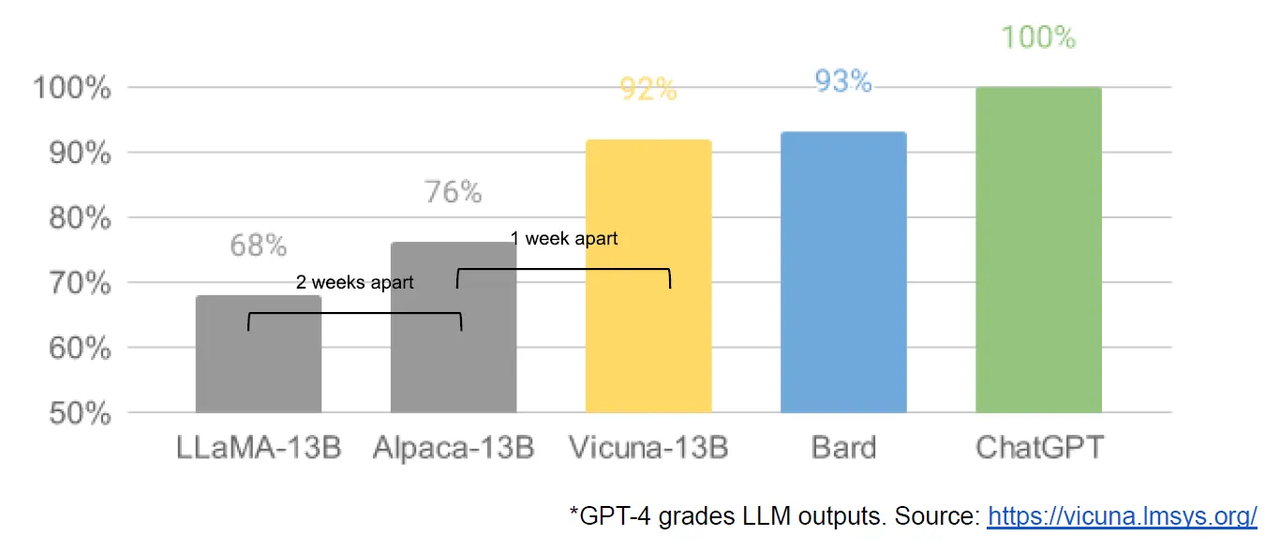 100%
100%
92%
93%
90%
80%
76%
68%
1 week apart
70%
2 weeks apart
60%
50%
LLaMA-13B Alpaca-13B Vicuna-13B Bard ChatGPT
*GPT-4 grades LLM outputs. Source: https://vicuna.lmsys.org/